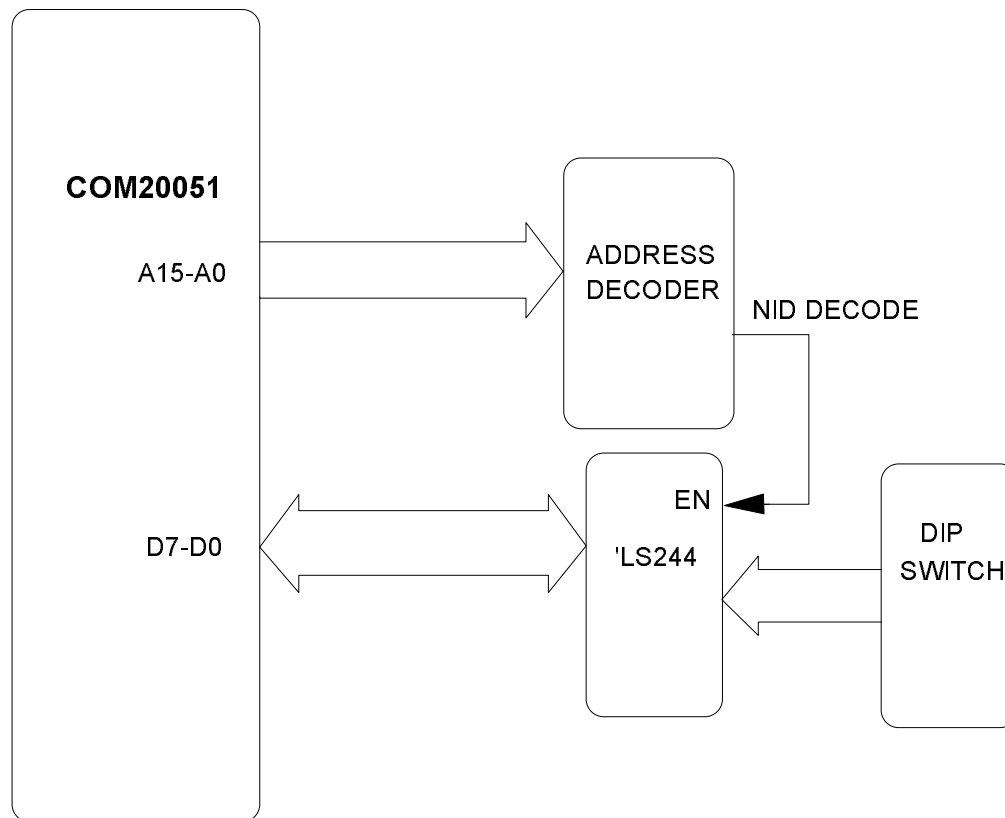 COM20051
A15-A0
ADDRESS
DECODER
NID DECODE
EN
D7-D0
'LS244
DIP
SWITCH